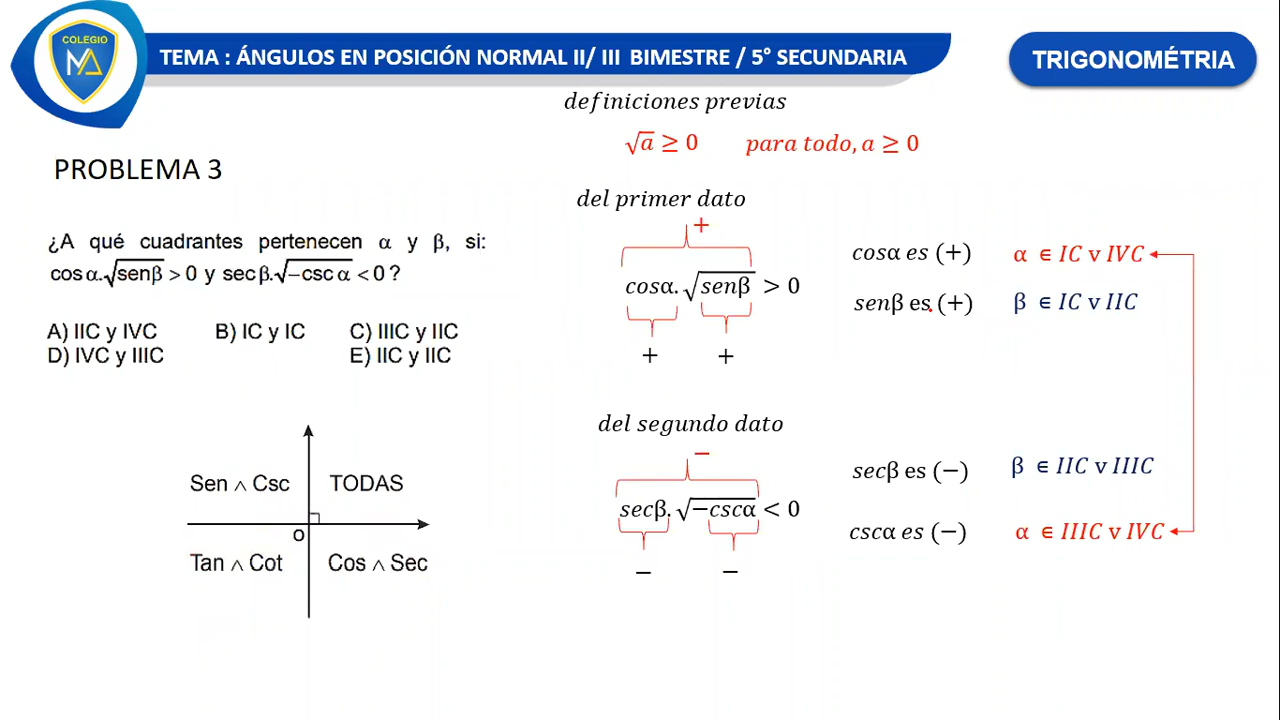 COLEGIO
MA
TEMA : ÁNGULOS EN POSICIÓN NORMAL II/ III BIMESTRE / 5° SECUNDARIA
TRIGONOMÉTRIA
definiciones previas
√a ≥ 0 para todo, a ≥ 0
PROBLEMA 3
¿A qué cuadrantes pertenecen α y β, si:
cosα.√senβ > 0 y secβ.√−cscα < 0 ?
A) IIC y IVC B) IC y IC C) IIIC y IIC
D) IVC y IIIC E) IIC y IIC
Sen ∧ Csc TODAS
O
Tan ∧ Cot Cos ∧ Sec
del primer dato
+
cosα. √senβ > 0
+ +
cosα es (+) α ∈ IC v IVC
senβ es (+) β ∈ IC v IIC
del segundo dato
−
secβ. √−cscα < 0
− −
secβ es (−) β ∈ IIC v IIIC
cscα es (−) α ∈ IIIC v IVC